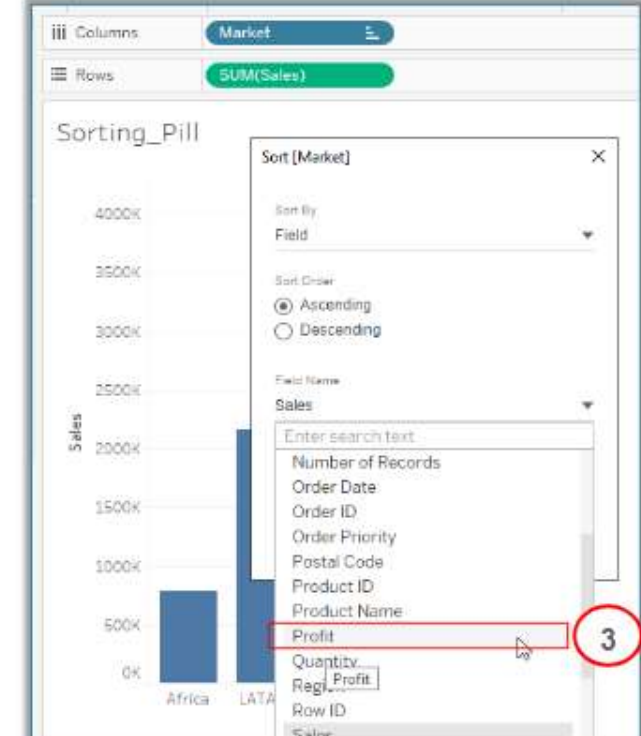 Columns Market
Rows SUM(Sales)
Sorting_Pill
Sort [Market]
Sort By
Field
Sort Order
Ascending
Descending
Field Name
Sales
Enter search text
Number of Records
Order Date
Order ID
Order Priority
Postal Code
Product ID
Product Name
Profit
3
Quantity
Profit
Row ID
Sales
Sales
4000K
3500K
3000K
2500K
2000K
1500K
1000K
500K
0K
Africa LATA